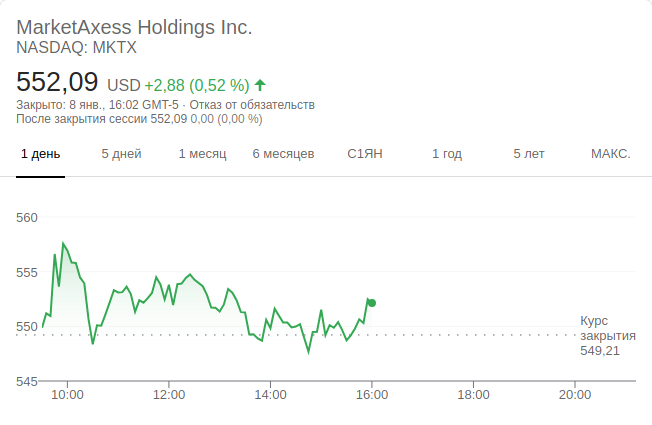 MarketAxess Holdings Inc.
NASDAQ: MKTX
552,09 USD +2,88 (0,52 %)
Закрыто: 8 янв., 16:02 GMT-5 · Отказ от обязательств
После закрытия сессии 552,09 0,00 (0,00 %)
1 день 5 дней 1 месяц 6 месяцев С1ЯН 1 год 5 лет МАКС.
560
555
550
Курс
закрытия
549,21
545
10:00 12:00 14:00 16:00 18:00 20:00